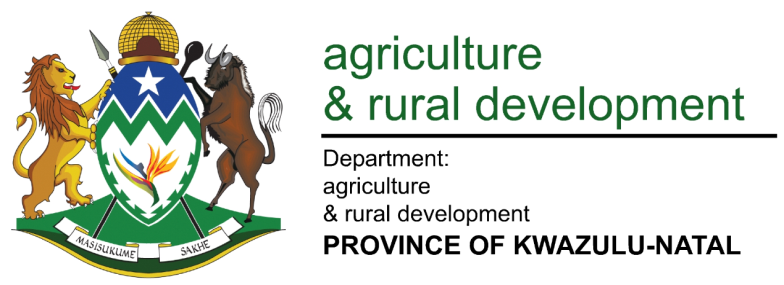 agriculture
& rural development
Department:
agriculture
& rural development
PROVINCE OF KWAZULU-NATAL
MASISUKUME SAKHE